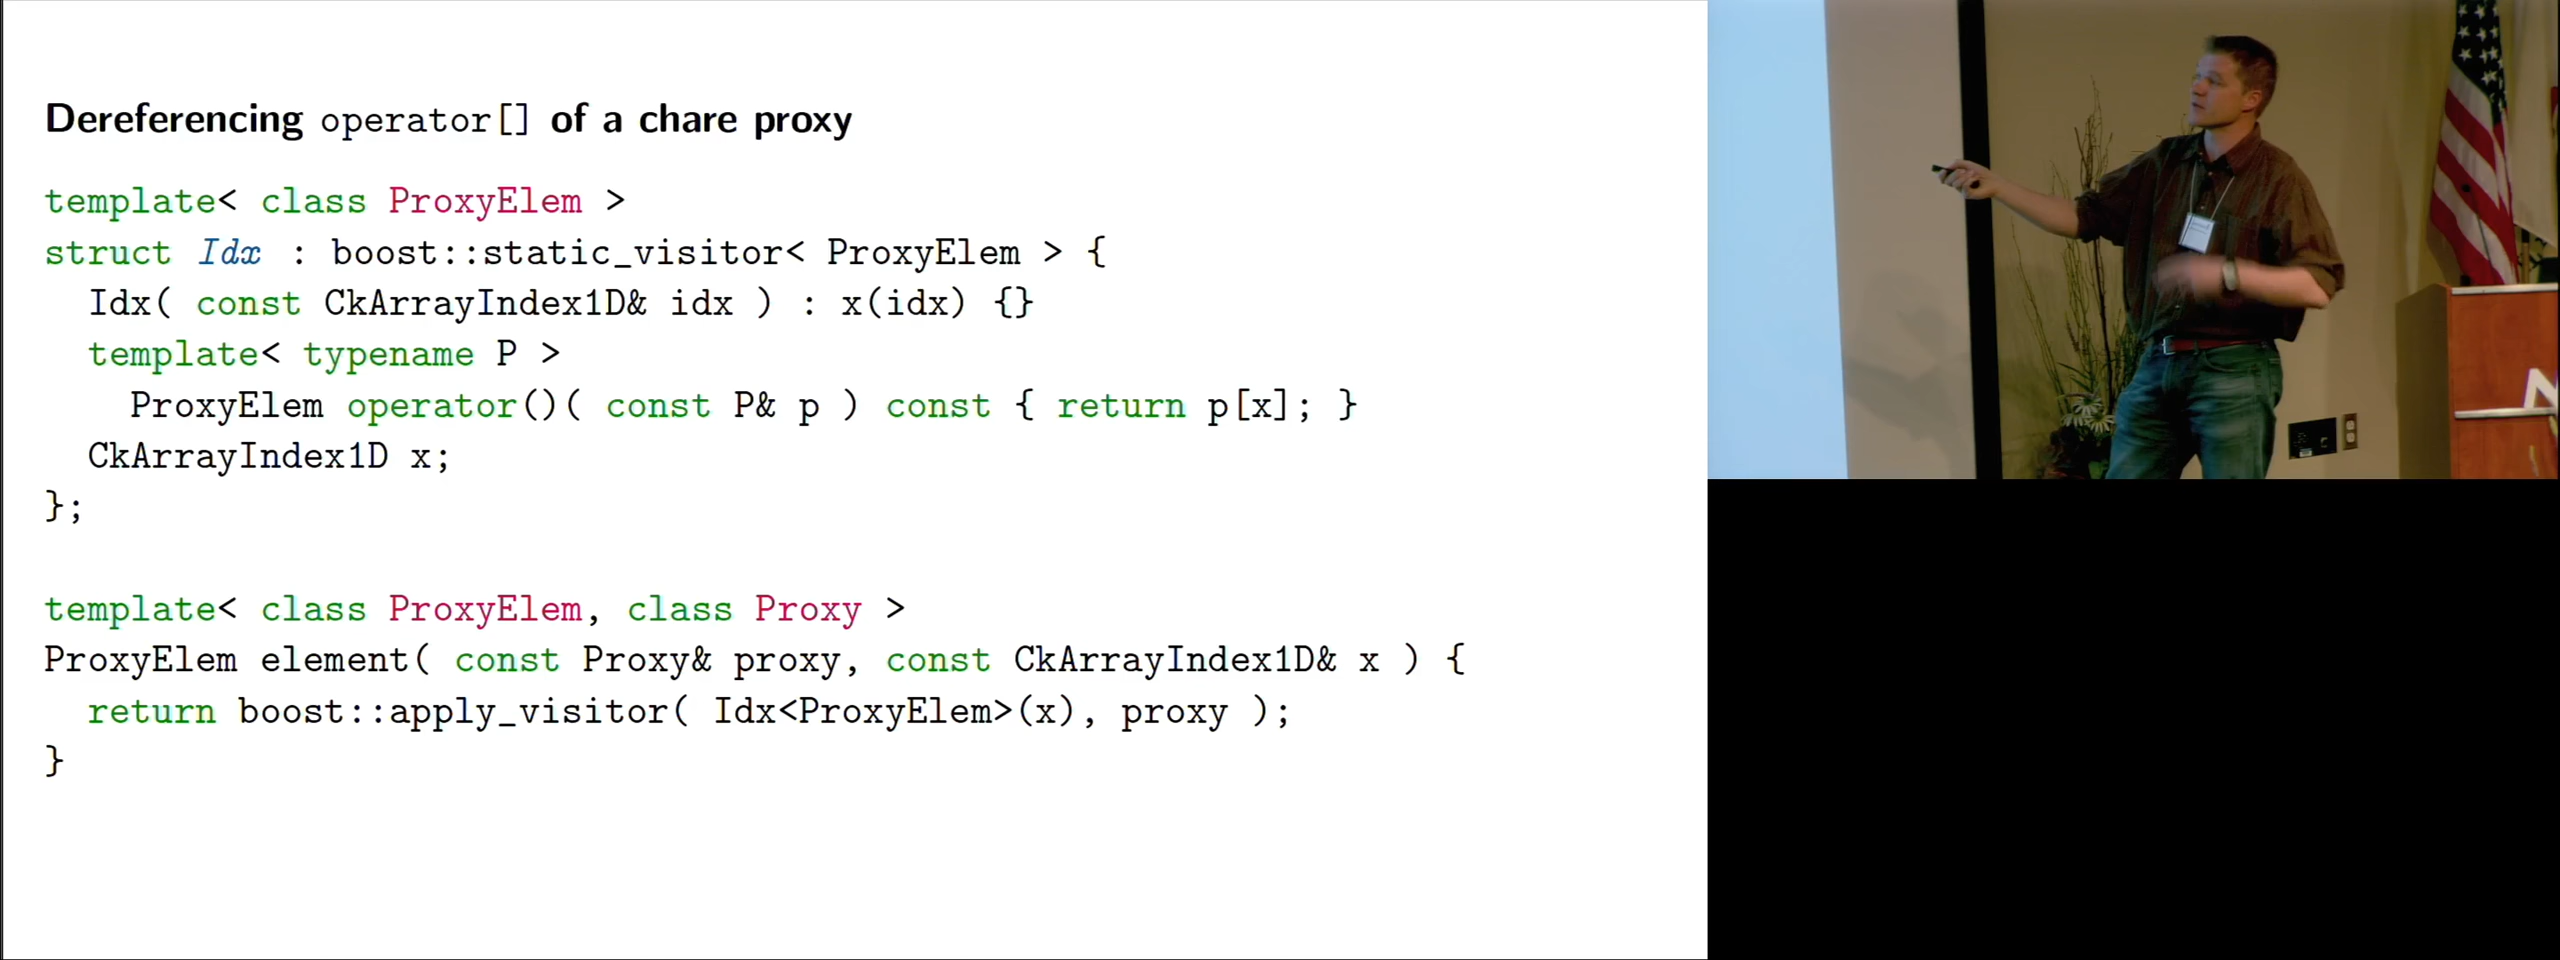 Dereferencing operator[] of a chare proxy
template< class ProxyElem >
struct Idx : boost::static_visitor< ProxyElem > {
Idx( const CkArrayIndex1D& idx ) : x(idx) {}
template< typename P >
ProxyElem operator()( const P& p ) const { return p[x]; }
CkArrayIndex1D x;
};
template< class ProxyElem, class Proxy >
ProxyElem element( const Proxy& proxy, const CkArrayIndex1D& x ) {
return boost::apply_visitor( Idx<ProxyElem>(x), proxy );
}